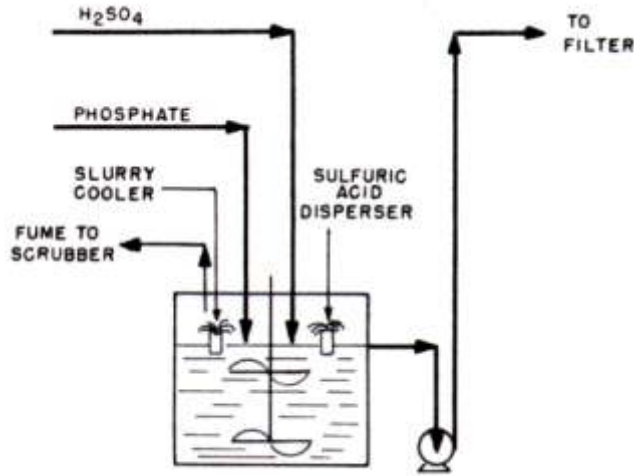 H₂SO₄
TO
FILTER
PHOSPHATE
SLURRY
COOLER
SULFURIC
ACID
DISPERSER
FUME TO
SCRUBBER